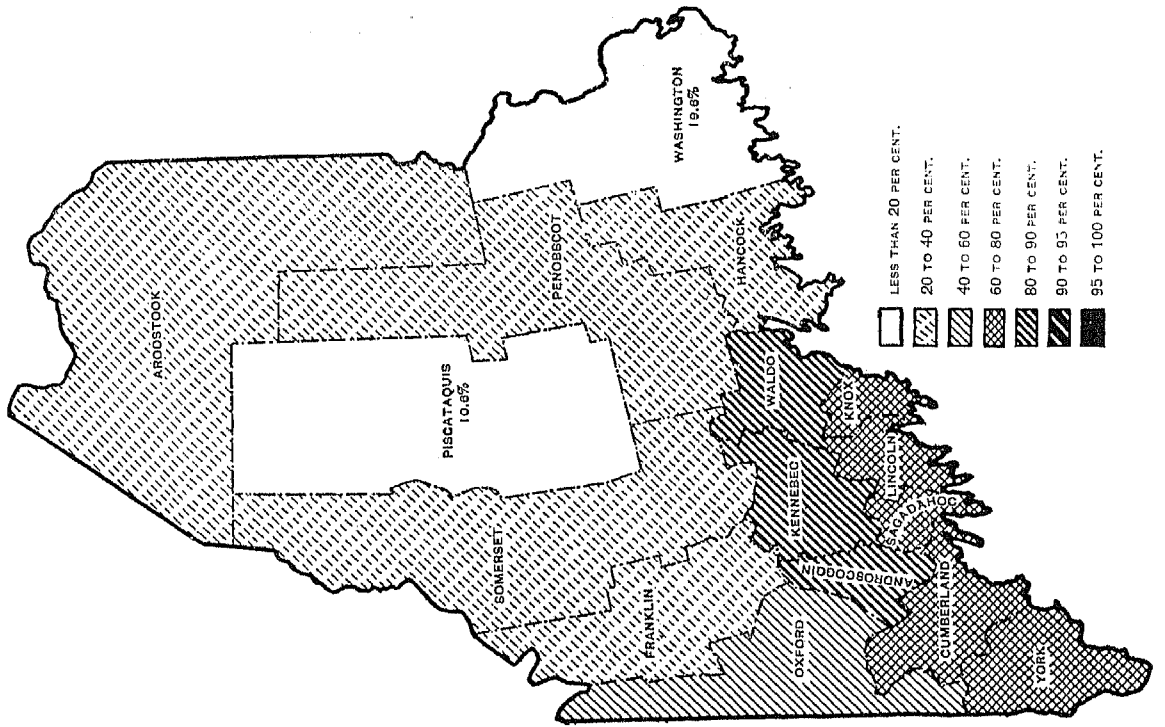 AROOSTOOK
PISCATAQUIS
10.6%
PENOBSCOT
WASHINGTON
19.6%
SOMERSET
HANCOCK
FRANKLIN
WALDO
KENNEBEC
KNOX
OXFORD
ANDROSCOGGIN
LINCOLN
SAGADAHOC
CUMBERLAND
YORK
LESS THAN 20 PER CENT.
20 TO 40 PER CENT.
40 TO 60 PER CENT.
60 TO 80 PER CENT.
80 TO 90 PER CENT.
90 TO 95 PER CENT.
95 TO 100 PER CENT.